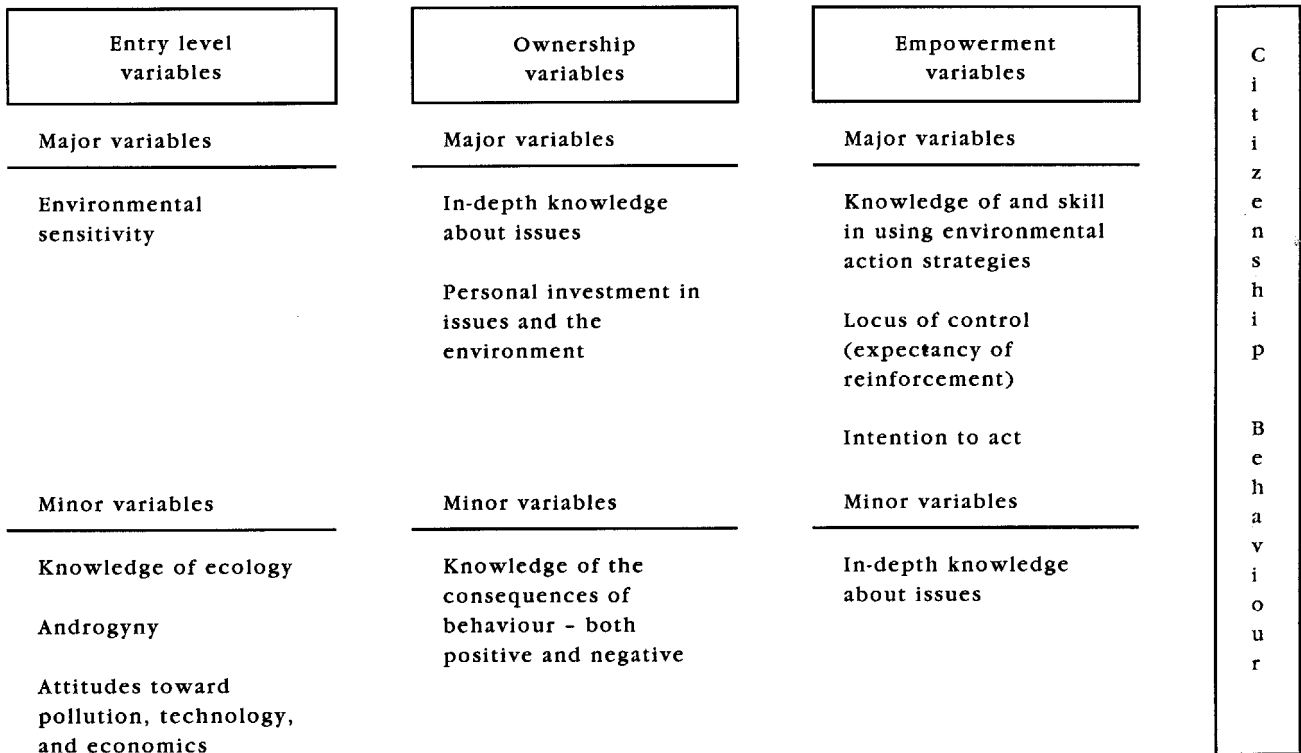 Entry level
variables
Major variables
Environmental
sensitivity
Minor variables
Knowledge of ecology
Androgyny
Attitudes toward
pollution, technology,
and economics
Ownership
variables
Major variables
In-depth knowledge
about issues
Personal investment in
issues and the
environment
Minor variables
Knowledge of the
consequences of
behaviour – both
positive and negative
Empowerment
variables
Major variables
Knowledge of and skill
in using environmental
action strategies
Locus of control
(expectancy of
reinforcement)
Intention to act
Minor variables
In-depth knowledge
about issues
Citizenship Behaviour